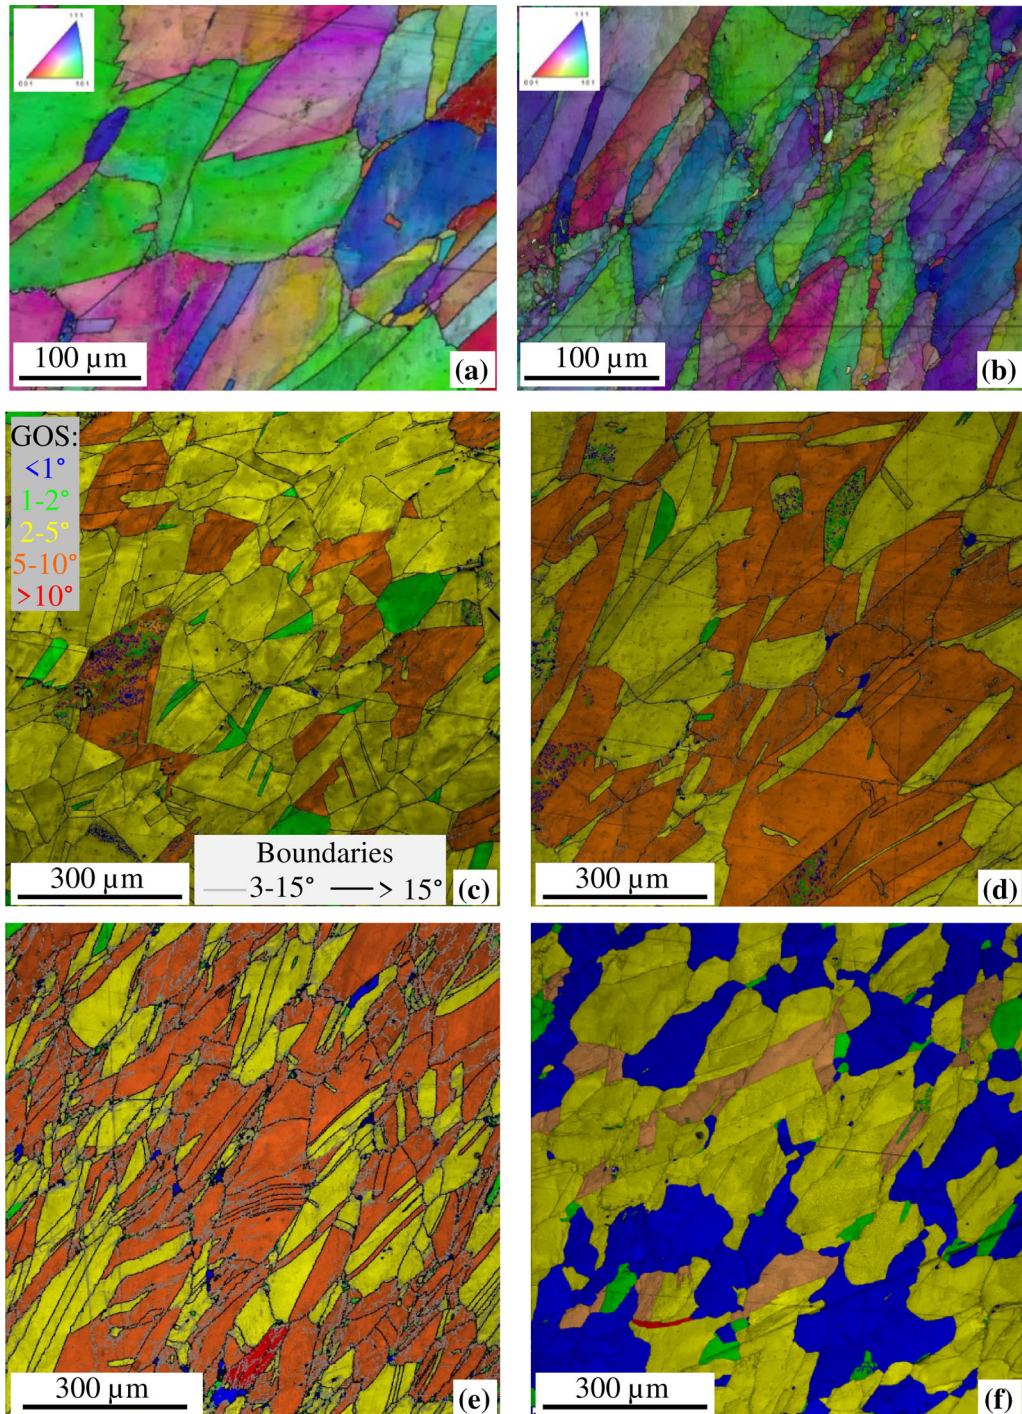 111
001
101
100 µm
(a)
111
001
101
100 µm
(b)
GOS:
<1°
1-2°
2-5°
5-10°
>10°
Boundaries
3-15°
> 15°
300 µm
(c)
300 µm
(d)
300 µm
(e)
300 µm
(f)